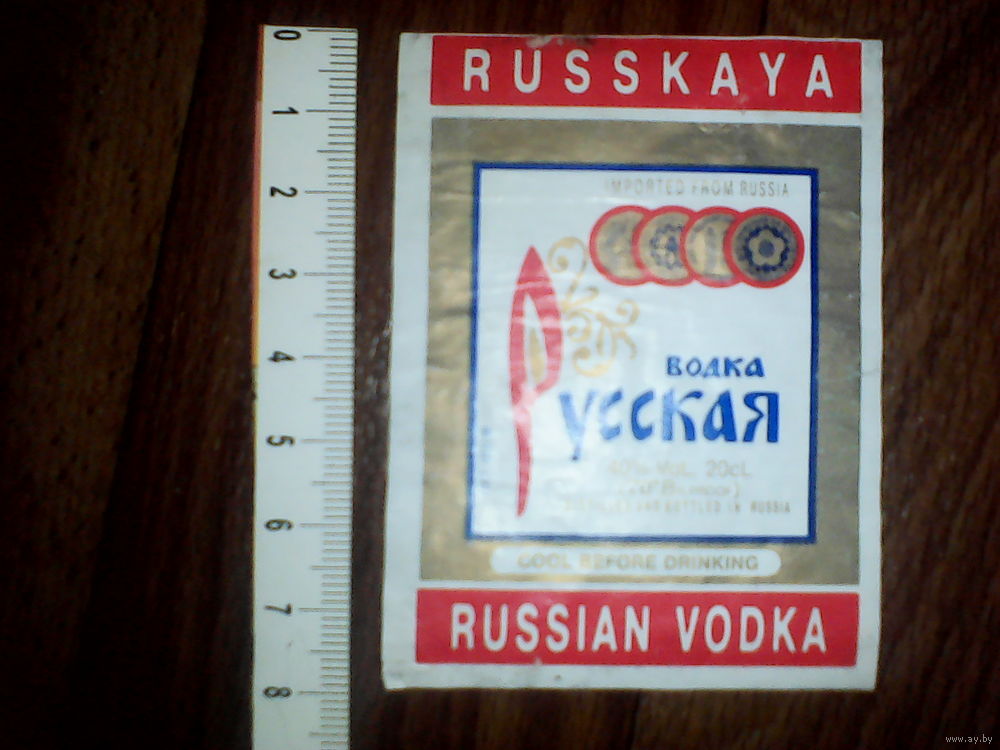 0
1
2
3
4
5
6
7
8
RUSSKAYA
IMPORTED FROM RUSSIA
водка
Русская
40% Vol. 20cL
DISTILLED AND BOTTLED IN RUSSIA
COOL BEFORE DRINKING
RUSSIAN VODKA
www.ay.by